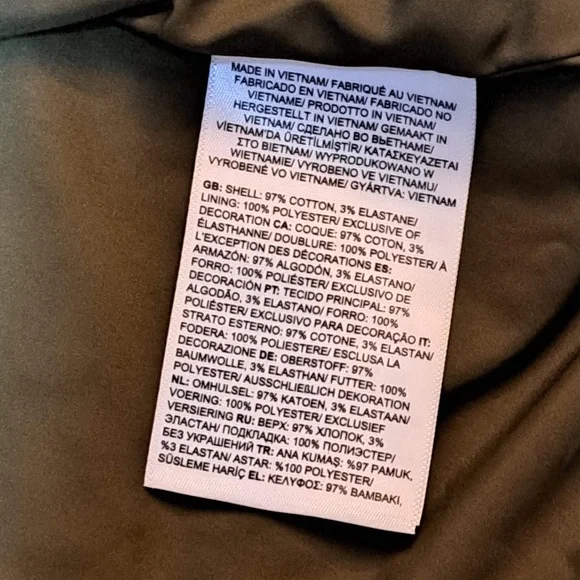 MADE IN VIETNAM/ FABRIQUÉ AU VIETNAM/
FABRICADO EN VIETNAM/ FABRICADO NO
VIETNAME/ PRODOTTO IN VIETNAM/
HERGESTELLT IN VIETNAM/ GEMAAKT IN
VIETNAM/ СДЕЛАНО ВО ВЬЕТНАМЕ/
VIETNAM'DA ÜRETİLMİŞTİR/ ΚΑΤΑΣΚΕΥΑΖΕΤΑΙ
ΣΤΟ ΒΙΕΤΝΑΜ/ WYPRODUKOWANO W
WIETNAMIE/ VYROBENO VE VIETNAMU/
VYROBENÉ VO VIETNAME/ GYÁRTVA: VIETNAM
GB: SHELL: 97% COTTON, 3% ELASTANE/
LINING: 100% POLYESTER/ EXCLUSIVE OF
DECORATION CA: COQUE: 97% COTON, 3%
ÉLASTHANNE/ DOUBLURE: 100% POLYESTER/ À
L'EXCEPTION DES DÉCORATIONS ES:
ARMAZÓN: 97% ALGODÓN, 3% ELASTANO/
FORRO: 100% POLIÉSTER/ EXCLUSIVO DE
DECORACIÓN PT: TECIDO PRINCIPAL: 97%
ALGODÃO, 3% ELASTANO/ FORRO: 100%
POLIÉSTER/ EXCLUSIVO PARA DECORAÇÃO IT:
STRATO ESTERNO: 97% COTONE, 3% ELASTAN/
FODERA: 100% POLIESTERE/ ESCLUSA LA
DECORAZIONE DE: OBERSTOFF: 97%
BAUMWOLLE, 3% ELASTHAN/ FUTTER: 100%
POLYESTER/ AUSSCHLIEßLICH DEKORATION
NL: OMHULSEL: 97% KATOEN, 3% ELASTAAN/
VOERING: 100% POLYESTER/ EXCLUSIEF
VERSIERING RU: ВЕРХ: 97% ХЛОПОК, 3%
ЭЛАСТАН/ ПОДКЛАДКА: 100% ПОЛИЭСТЕР/
БЕЗ УКРАШЕНИЙ TR: ANA KUMAŞ: %97 PAMUK,
%3 ELASTAN/ ASTAR: %100 POLYESTER/
SÜSLEME HARİÇ EL: ΚΕΛΥΦΟΣ: 97% BAMBAKI,